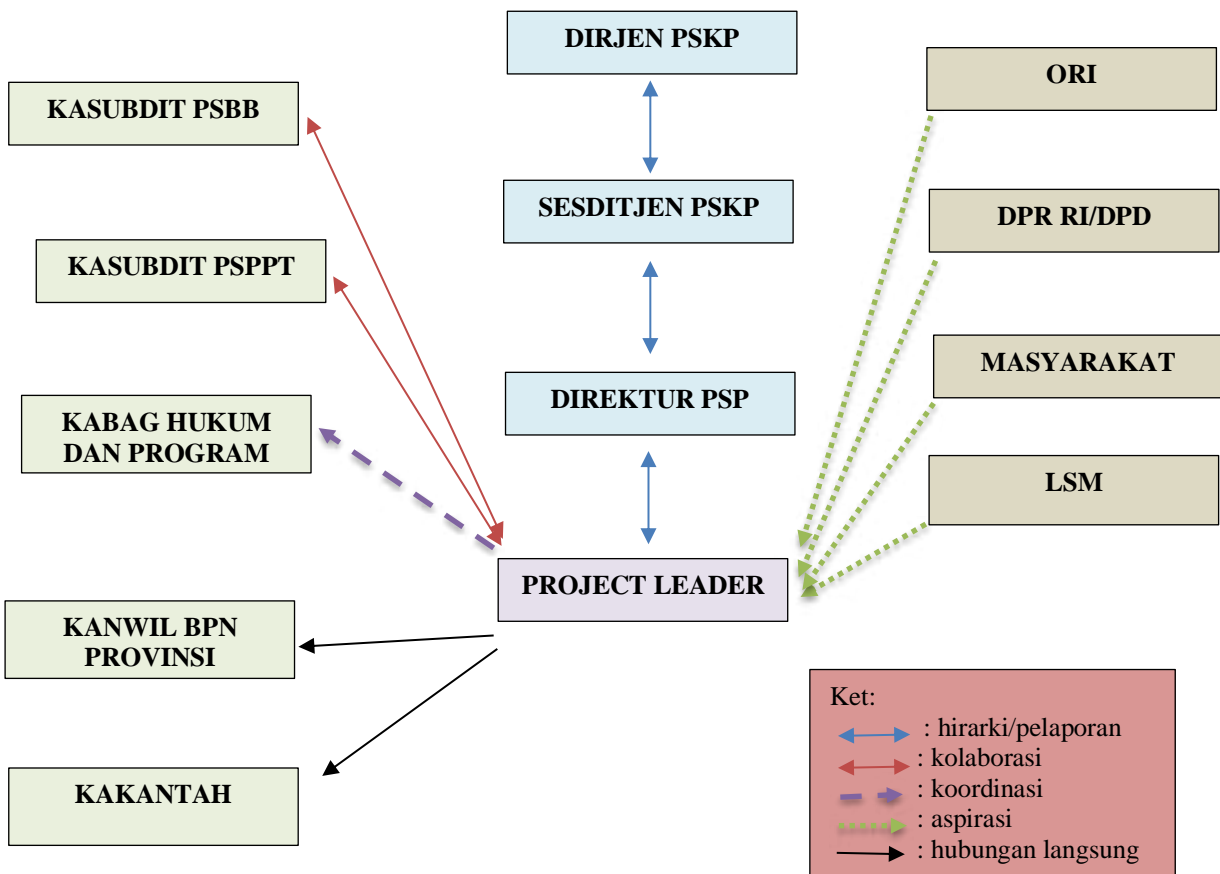 DIRJEN PSKP
ORI
KASUBDIT PSBB
SESDITJEN PSKP
DPR RI/DPD
KASUBDIT PSPPT
MASYARAKAT
DIREKTUR PSP
KABAG HUKUM
DAN PROGRAM
LSM
PROJECT LEADER
KANWIL BPN
PROVINSI
KAKANTAH
Ket:
: hirarki/pelaporan
: kolaborasi
: koordinasi
: aspirasi
: hubungan langsung